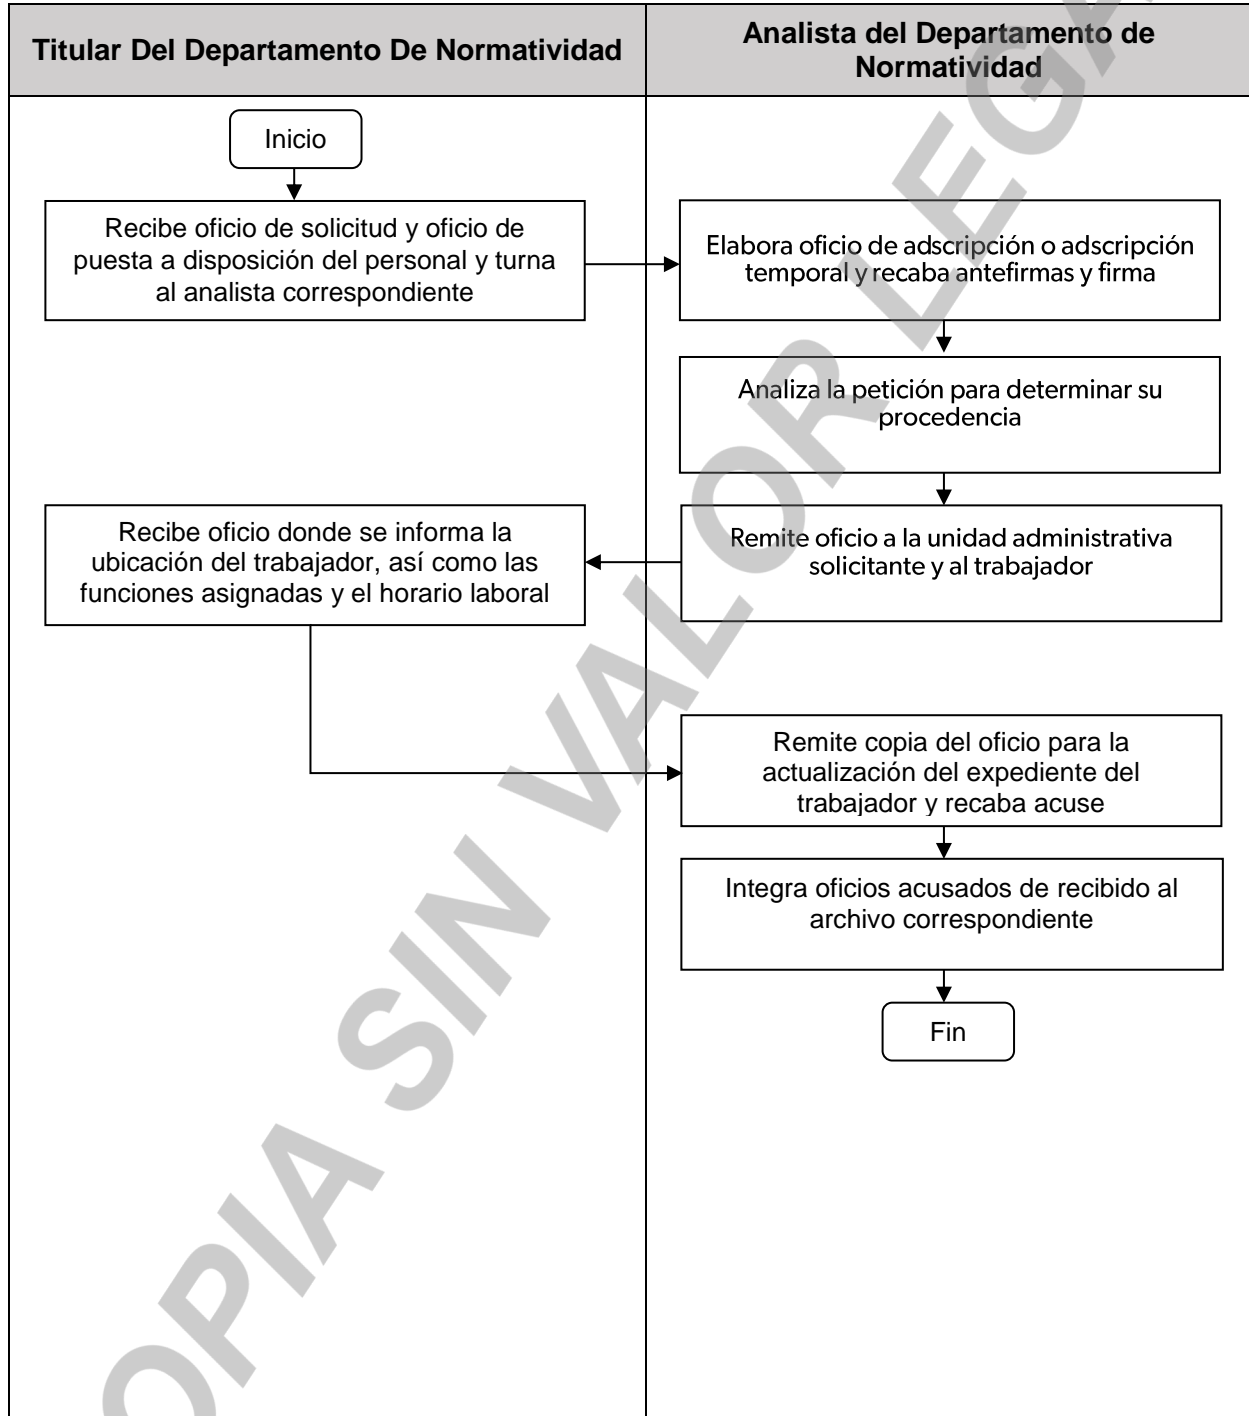 Titular Del Departamento De Normatividad
Analista del Departamento de
Normatividad
Inicio
Recibe oficio de solicitud y oficio de
puesta a disposición del personal y turna
al analista correspondiente
Elabora oficio de adscripción o adscripción
temporal y recaba antefirmas y firma
Analiza la petición para determinar su
procedencia
Remite oficio a la unidad administrativa
solicitante y al trabajador
Recibe oficio donde se informa la
ubicación del trabajador, así como las
funciones asignadas y el horario laboral
Remite copia del oficio para la
actualización del expediente del
trabajador y recaba acuse
Integra oficios acusados de recibido al
archivo correspondiente
Fin
OPIA SIN VALOR LEGA